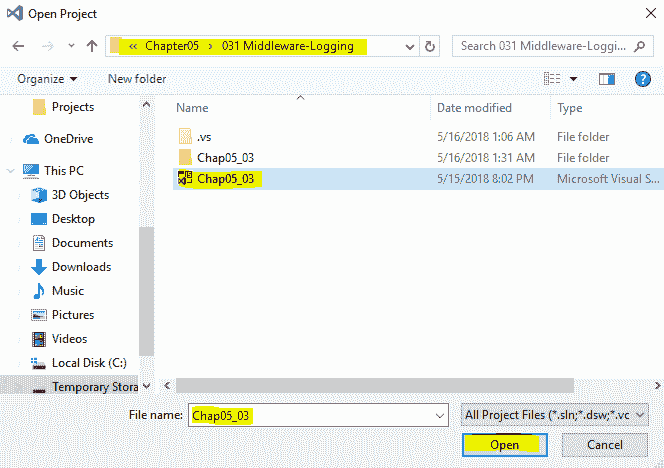 Open Project
« Chapter05 › 031 Middleware-Logging
Search 031 Middleware-Loggi...
Organize
New folder
Name
Date modified
Type
Projects
OneDrive
This PC
3D Objects
Desktop
Documents
Downloads
Music
Pictures
Videos
Local Disk (C:)
Temporary Stora
.vs 5/16/2018 1:06 AM File folder
Chap05_03 5/16/2018 1:31 AM File folder
Chap05_03 5/15/2018 8:02 PM Microsoft Visual S...
File name: Chap05_03
All Project Files (*.sln;*.dsw;*.vc
Open
Cancel